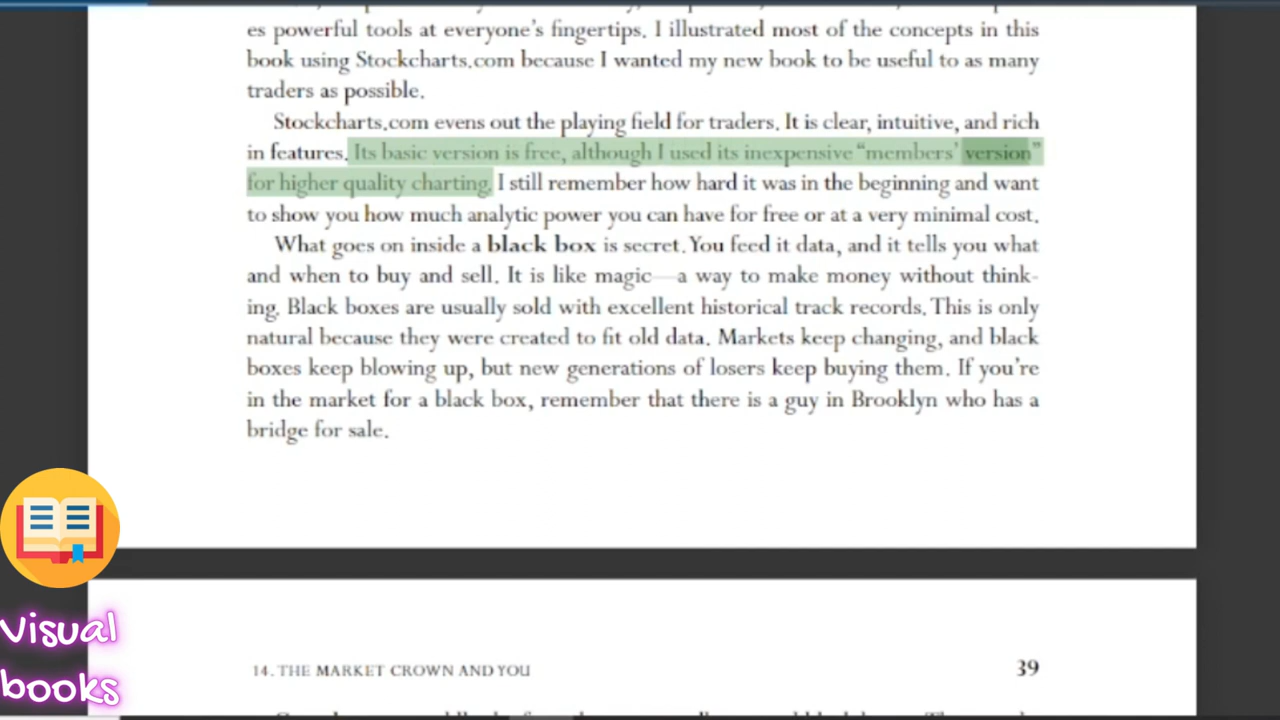 es powerful tools at everyone's fingertips. I illustrated most of the concepts in this
book using Stockcharts.com because I wanted my new book to be useful to as many
traders as possible.
Stockcharts.com evens out the playing field for traders. It is clear, intuitive, and rich
in features. Its basic version is free, although I used its inexpensive "members' version"
for higher quality charting. I still remember how hard it was in the beginning and want
to show you how much analytic power you can have for free or at a very minimal cost.
What goes on inside a black box is secret. You feed it data, and it tells you what
and when to buy and sell. It is like magic—a way to make money without think-
ing. Black boxes are usually sold with excellent historical track records. This is only
natural because they were created to fit old data. Markets keep changing, and black
boxes keep blowing up, but new generations of losers keep buying them. If you're
in the market for a black box, remember that there is a guy in Brooklyn who has a
bridge for sale.
Visual
books
14. THE MARKET CROWN AND YOU 39